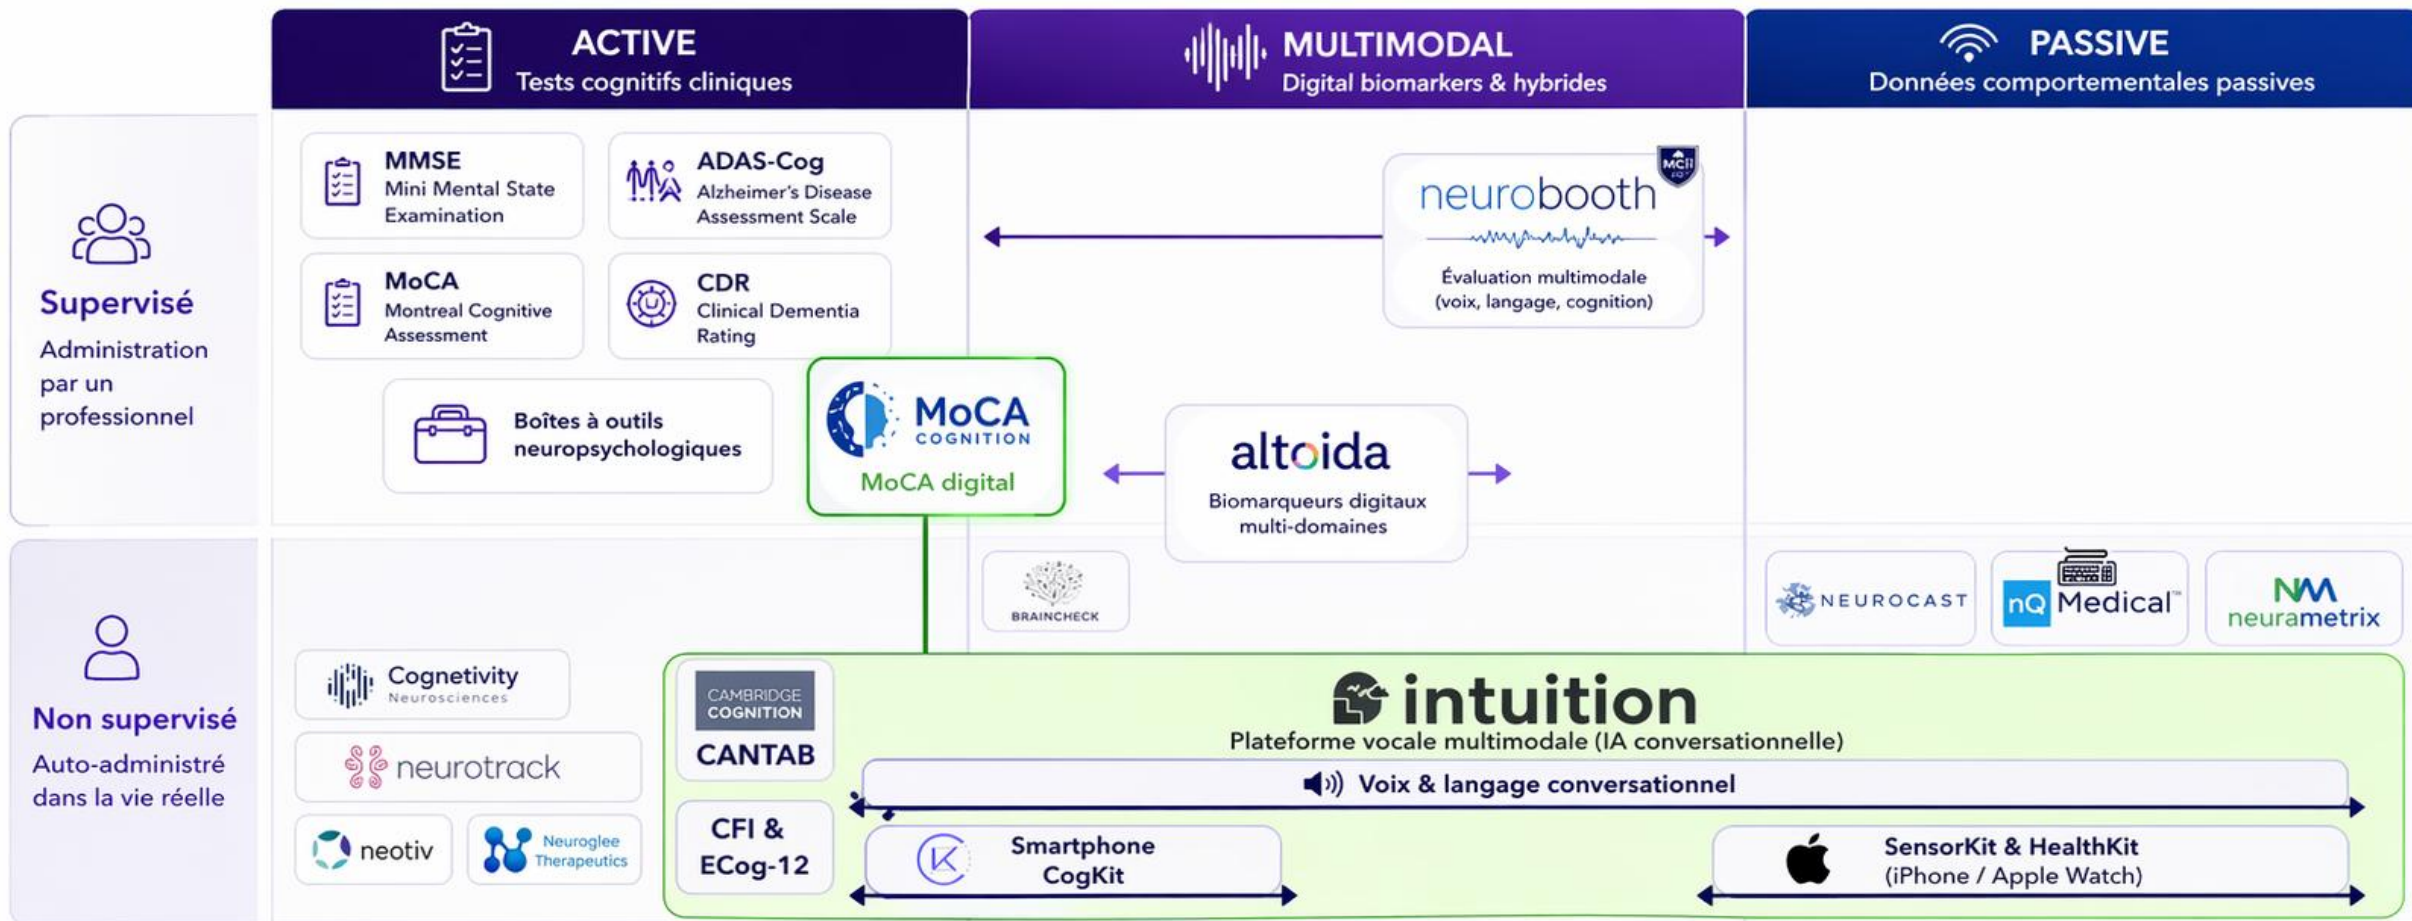 ACTIVE
Tests cognitifs cliniques
MULTIMODAL
Digital biomarkers & hybrides
PASSIVE
Données comportementales passives
Supervisé
Administration
par un
professionnel
MMSE
Mini Mental State
Examination
ADAS-Cog
Alzheimer's Disease
Assessment Scale
MoCA
Montreal Cognitive
Assessment
CDR
Clinical Dementia
Rating
Boîtes à outils
neuropsychologiques
MoCA
COGNITION
MoCA digital
neurobooth
Évaluation multimodale
(voix, langage, cognition)
altoida
Biomarqueurs digitaux
multi-domaines
Non supervisé
Auto-administré
dans la vie réelle
BRAINCHECK
NEUROCAST
nQ Medical™
NM
neurametrix
Cognetivity
Neurosciences
neurotrack
neotiv
Neuroglee
Therapeutics
CAMBRIDGE
COGNITION
CANTAB
CFI &
ECog-12
intuition
Plateforme vocale multimodale (IA conversationnelle)
Voix & langage conversationnel
Smartphone
CogKit
SensorKit & HealthKit
(iPhone / Apple Watch)